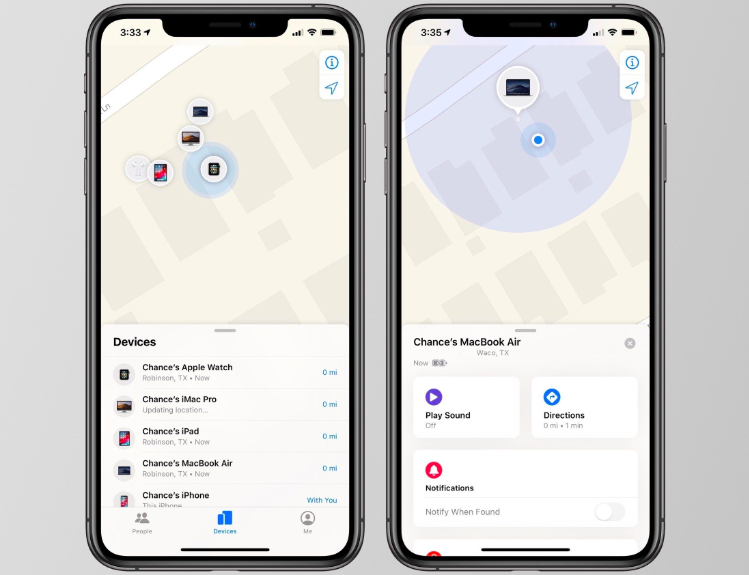 3:33
Ln
Devices
Chance's Apple Watch
Robinson, TX • Now
0 mi
Chance's iMac Pro
Updating location...
0 mi
Chance's iPad
Robinson, TX • Now
0 mi
Chance's MacBook Air
Robinson, TX • Now
0 mi
Chance's iPhone
This iPhone
With You
People
Devices
Me
3:35
Chance's MacBook Air
Waco, TX
Now
Play Sound
Off
Directions
0 mi • 1 min
Notifications
Notify When Found